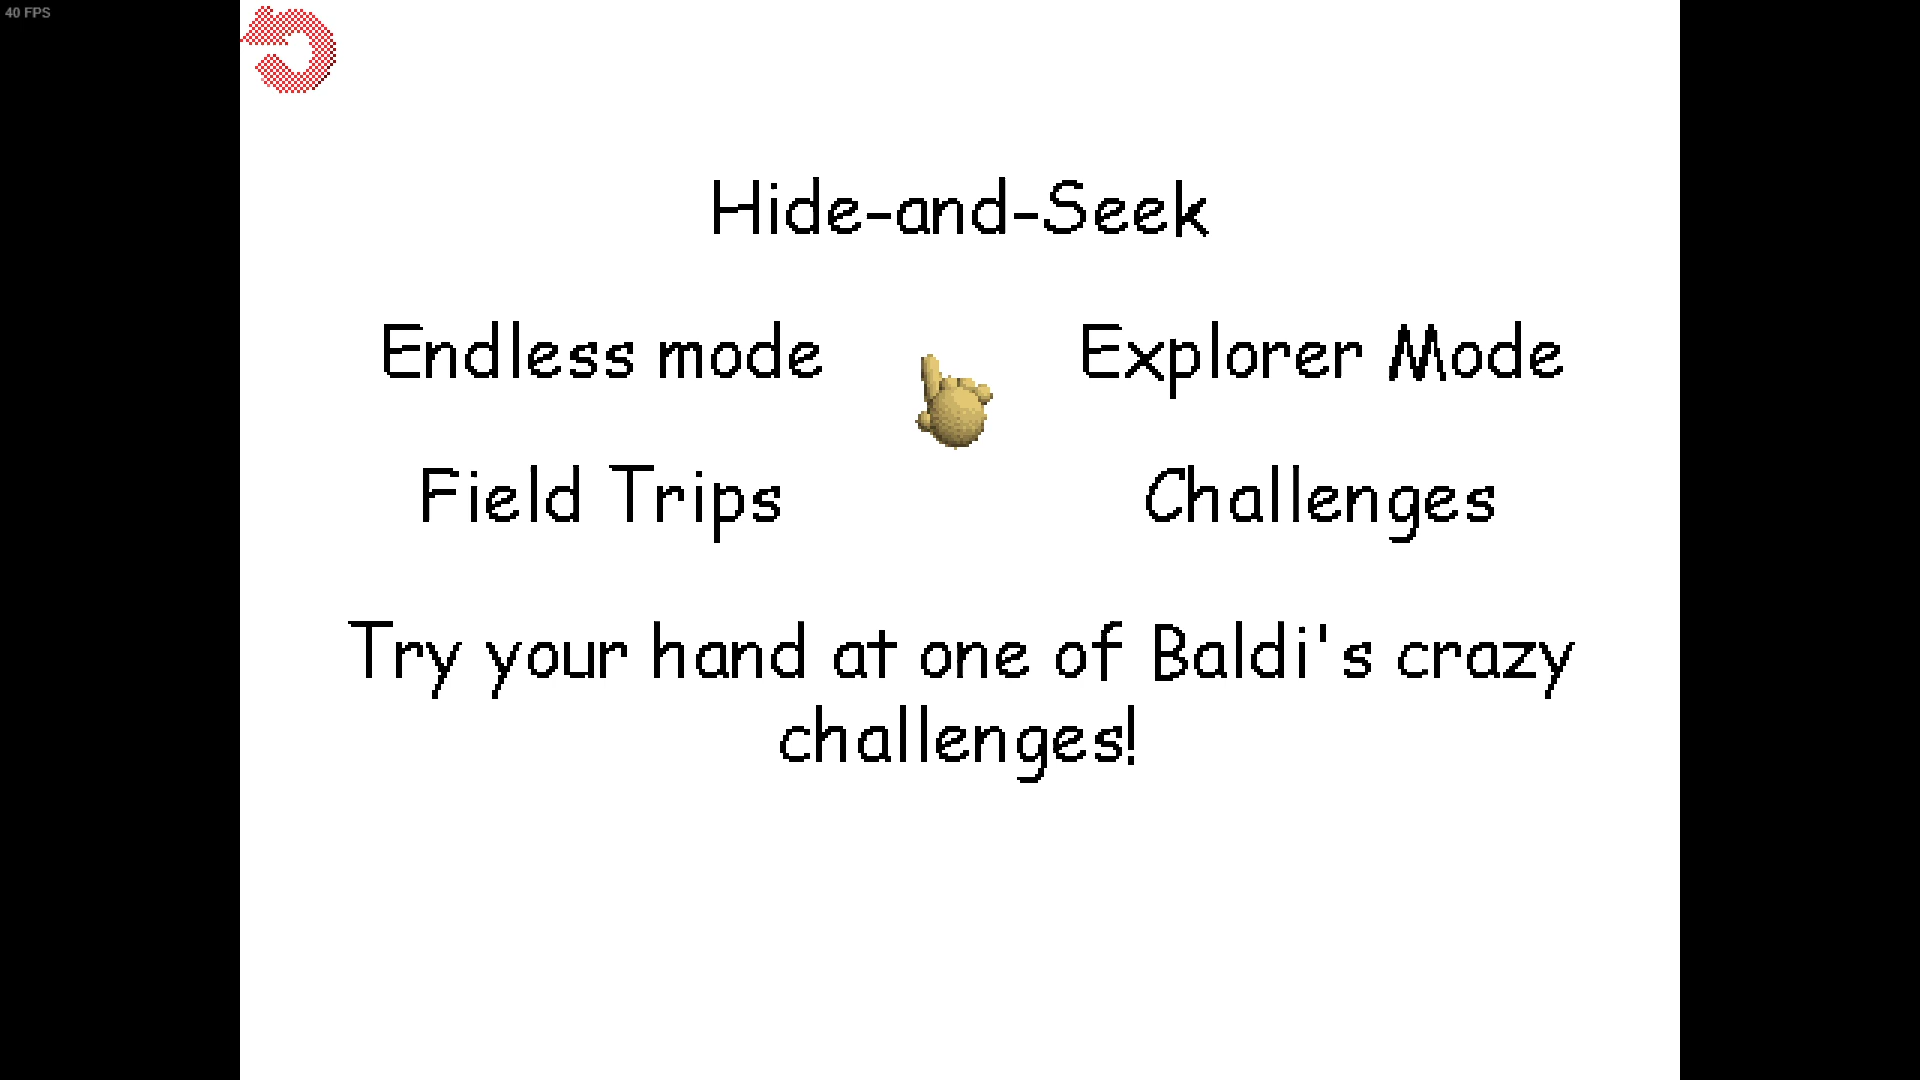 40 FPS
Hide-and-Seek
Endless mode
Explorer Mode
Field Trips
Challenges
Try your hand at one of Baldi's crazy
challenges!